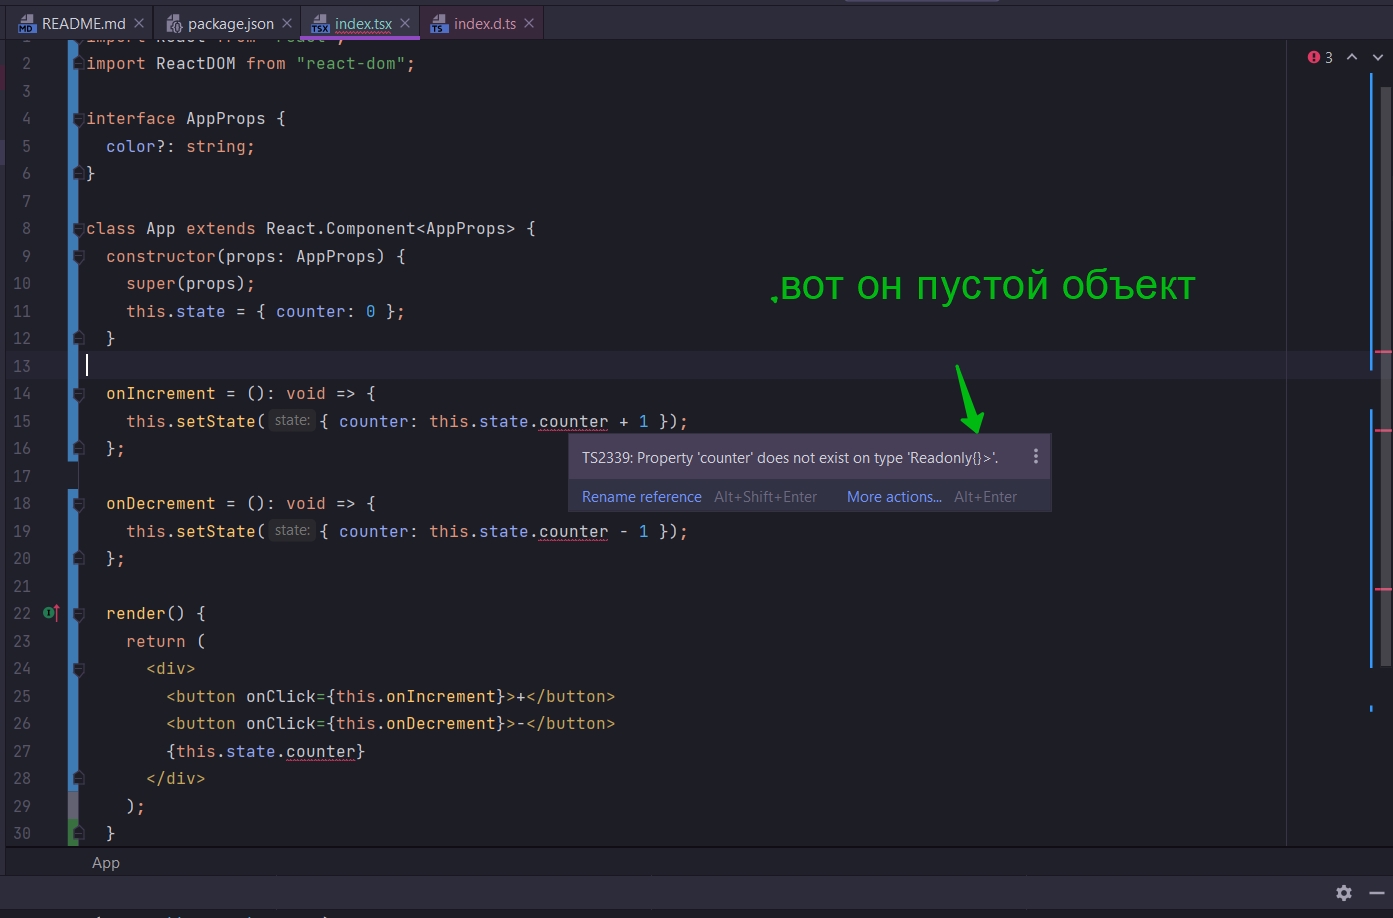 README.md package.json index.tsx index.d.ts
import React from "react";
2 import ReactDOM from "react-dom";
3
4 interface AppProps {
5 color?: string;
6 }
7
8 class App extends React.Component<AppProps> {
9 constructor(props: AppProps) {
10 super(props);
11 this.state = { counter: 0 };
12 }
13
14 onIncrement = (): void => {
15 this.setState( state: { counter: this.state.counter + 1 });
16 };
17
18 onDecrement = (): void => {
19 this.setState( state: { counter: this.state.counter - 1 });
20 };
21
22 render() {
23 return (
24 <div>
25 <button onClick={this.onIncrement}>+</button>
26 <button onClick={this.onDecrement}>-</button>
27 {this.state.counter}
28 </div>
29 );
30 }
3
.вот он пустой объект
TS2339: Property 'counter' does not exist on type 'Readonly{}>'.
Rename reference Alt+Shift+Enter More actions... Alt+Enter
App